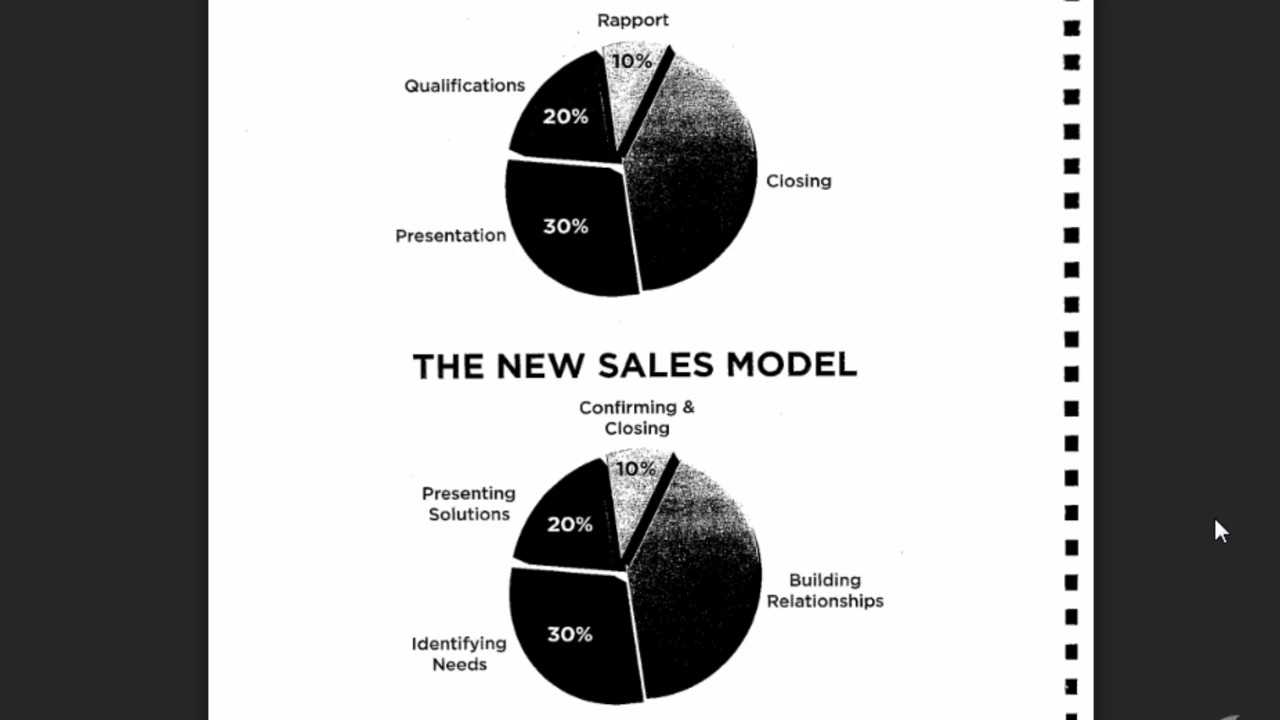 Rapport
10%
Qualifications
20%
Closing
Presentation
30%
THE NEW SALES MODEL
Confirming &
Closing
10%
Presenting
Solutions
20%
Building
Relationships
Identifying
Needs
30%